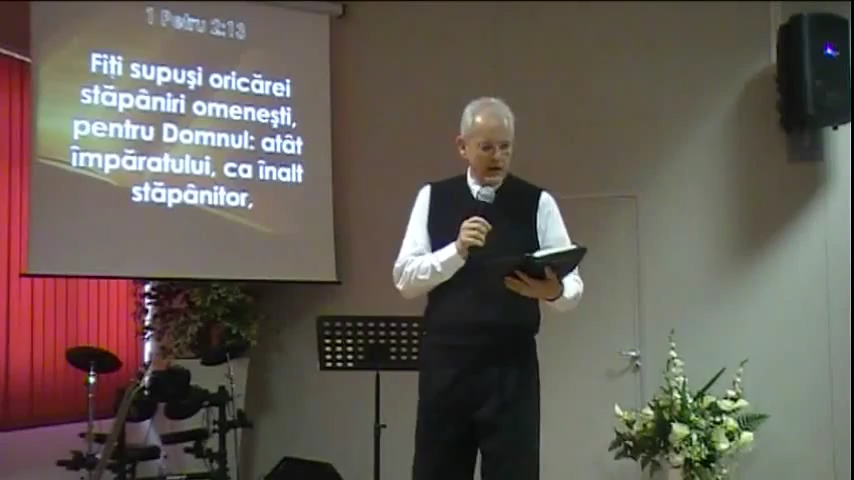 1 Petru 2:13
Fiţi supuşi oricărei
stăpâniri omeneşti,
pentru Domnul: atât
împăratului, ca înalt
stăpânitor,